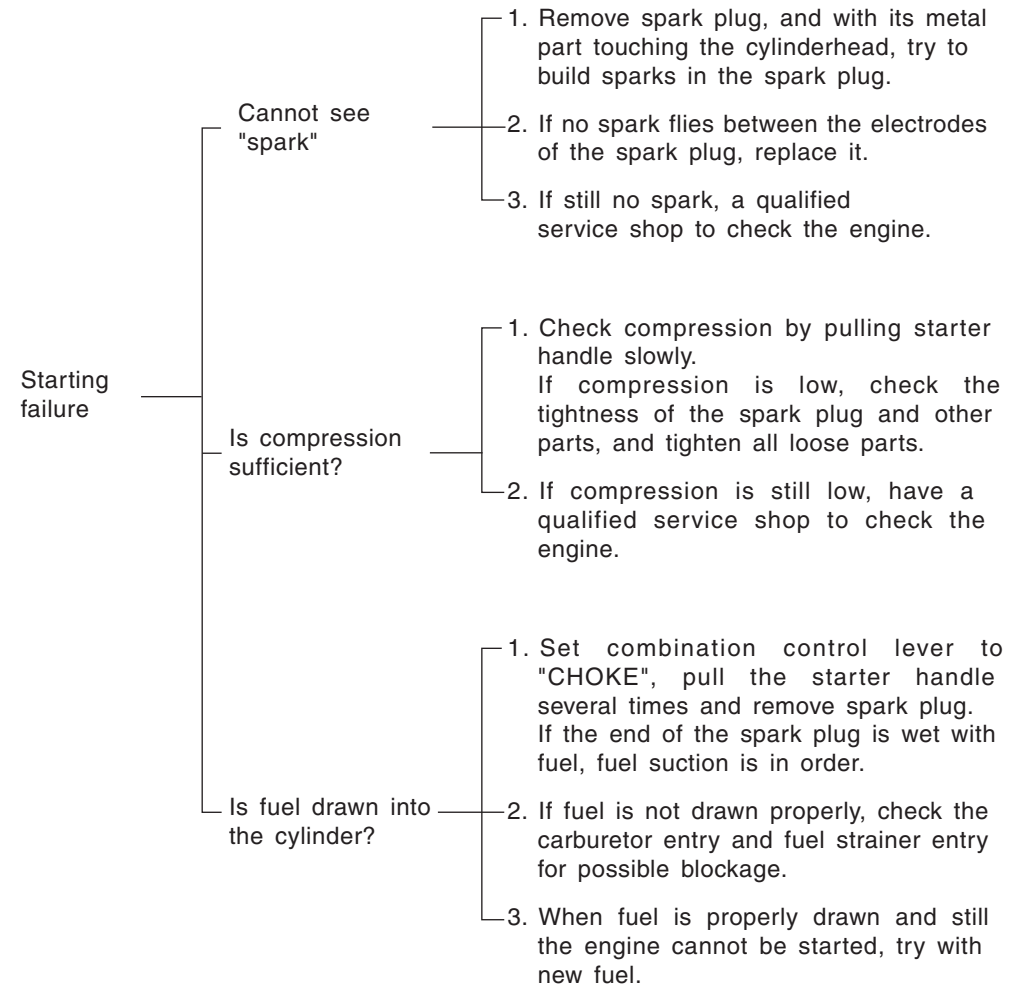 Starting
failure
Cannot see
"spark"
1. Remove spark plug, and with its metal
part touching the cylinderhead, try to
build sparks in the spark plug.
2. If no spark flies between the electrodes
of the spark plug, replace it.
3. If still no spark, a qualified
service shop to check the engine.
Is compression
sufficient?
1. Check compression by pulling starter
handle slowly.
If compression is low, check the
tightness of the spark plug and other
parts, and tighten all loose parts.
2. If compression is still low, have a
qualified service shop to check the
engine.
Is fuel drawn into
the cylinder?
1. Set combination control lever to
"CHOKE", pull the starter handle
several times and remove spark plug.
If the end of the spark plug is wet with
fuel, fuel suction is in order.
2. If fuel is not drawn properly, check the
carburetor entry and fuel strainer entry
for possible blockage.
3. When fuel is properly drawn and still
the engine cannot be started, try with
new fuel.